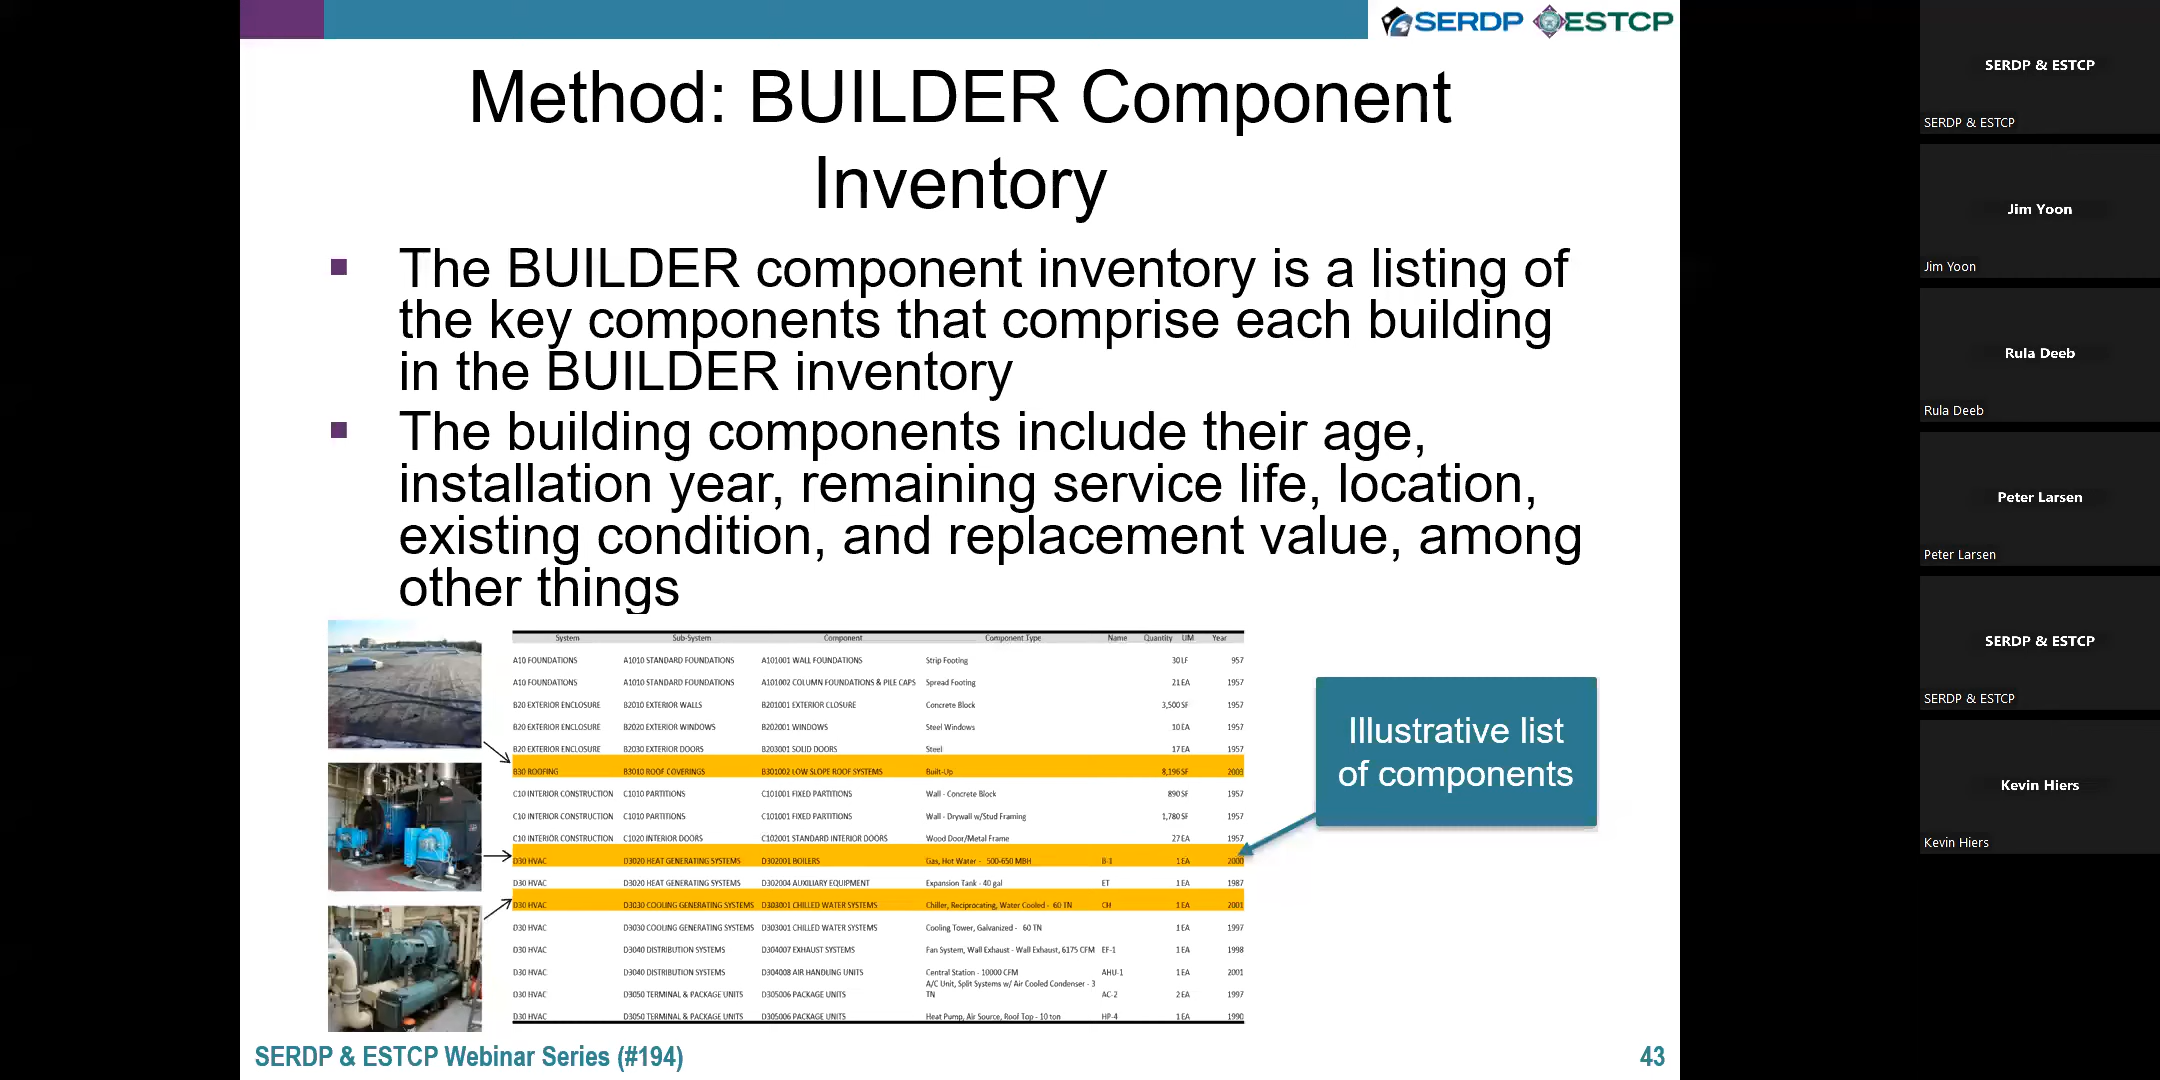 SERDP ESTCP
Method: BUILDER Component
Inventory
The BUILDER component inventory is a listing of
the key components that comprise each building
in the BUILDER inventory
The building components include their age,
installation year, remaining service life, location,
existing condition, and replacement value, among
other things
System Sub-System Component Component Type Name Quantity UM Year
A10 FOUNDATIONS A1010 STANDARD FOUNDATIONS A101001 WALL FOUNDATIONS Strip Footing 30 LF 957
A10 FOUNDATIONS A1010 STANDARD FOUNDATIONS A101002 COLUMN FOUNDATIONS & PILE CAPS Spread Footing 21 EA 1957
B20 EXTERIOR ENCLOSURE B2010 EXTERIOR WALLS B201001 EXTERIOR CLOSURE Concrete Block 3,500 SF 1957
B20 EXTERIOR ENCLOSURE B2020 EXTERIOR WINDOWS B202001 WINDOWS Steel Windows 10 EA 1957
B20 EXTERIOR ENCLOSURE B2030 EXTERIOR DOORS B203001 SOLID DOORS Steel 17 EA 1957
B30 ROOFING B3010 ROOF COVERINGS B301002 LOW SLOPE ROOF SYSTEMS Built-Up 8,196 SF 2003
C10 INTERIOR CONSTRUCTION C1010 PARTITIONS C101001 FIXED PARTITIONS Wall - Concrete Block 890 SF 1957
C10 INTERIOR CONSTRUCTION C1010 PARTITIONS C101001 FIXED PARTITIONS Wall - Drywall w/Stud Framing 1,780 SF 1957
C10 INTERIOR CONSTRUCTION C1020 INTERIOR DOORS C102001 STANDARD INTERIOR DOORS Wood Door/Metal Frame 27 EA 1957
D30 HVAC D3020 HEAT GENERATING SYSTEMS D302001 BOILERS Gas, Hot Water - 500-650 MBH B-1 1 EA 2000
D30 HVAC D3020 HEAT GENERATING SYSTEMS D302004 AUXILIARY EQUIPMENT Expansion Tank - 40 gal ET 1 EA 1987
D30 HVAC D3030 COOLING GENERATING SYSTEMS D303001 CHILLED WATER SYSTEMS Chiller, Reciprocating, Water Cooled - 60 TN CH 1 EA 2001
D30 HVAC D3030 COOLING GENERATING SYSTEMS D303001 CHILLED WATER SYSTEMS Cooling Tower, Galvanized - 60 TN 1 EA 1997
D30 HVAC D3040 DISTRIBUTION SYSTEMS D304007 EXHAUST SYSTEMS Fan System, Wall Exhaust - Wall Exhaust, 6175 CFM EF-1 1 EA 1998
D30 HVAC D3040 DISTRIBUTION SYSTEMS D304008 AIR HANDLING UNITS Central Station - 10000 CFM AHU-1 1 EA 2001
A/C Unit, Split Systems w/ Air Cooled Condenser - 3
D30 HVAC D3050 TERMINAL & PACKAGE UNITS D305006 PACKAGE UNITS TN AC-2 2 EA 1997
D30 HVAC D3050 TERMINAL & PACKAGE UNITS D305006 PACKAGE UNITS Heat Pump, Air Source, Roof Top - 10 ton HP-4 1 EA 1990
Illustrative list
of components
SERDP & ESTCP Webinar Series (#194)
43
SERDP & ESTCP
SERDP & ESTCP
Jim Yoon
Jim Yoon
Rula Deeb
Rula Deeb
Peter Larsen
Peter Larsen
SERDP & ESTCP
SERDP & ESTCP
Kevin Hiers
Kevin Hiers